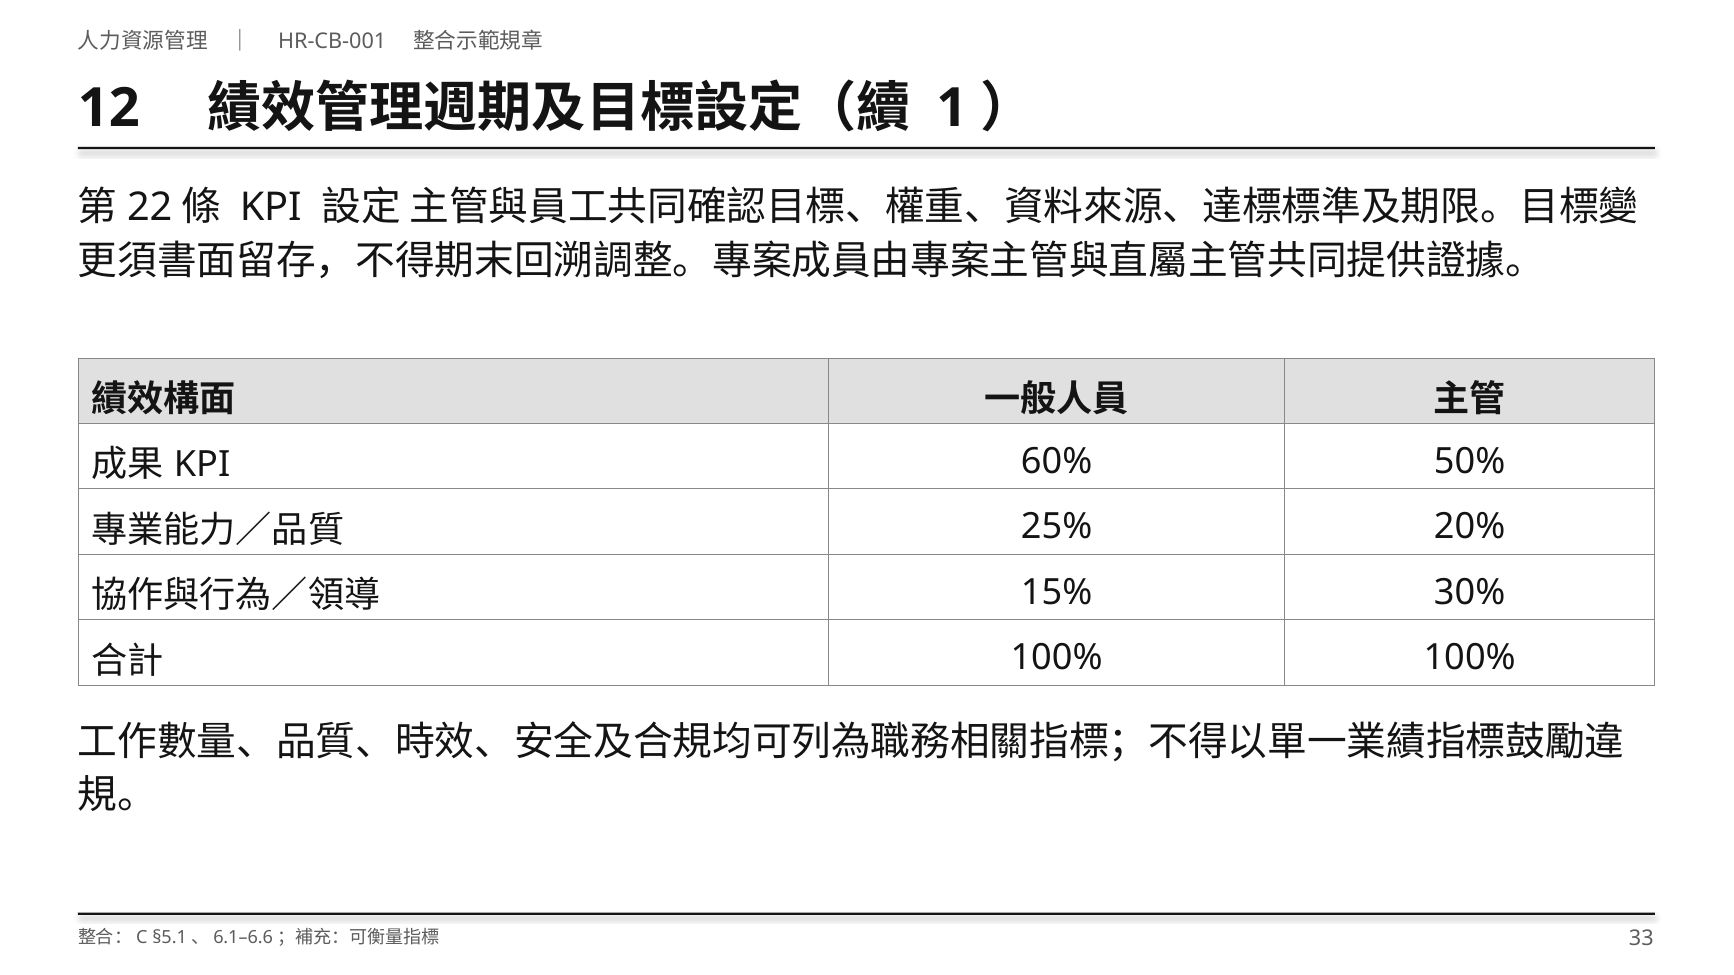 人力資源管理 ｜ HR-CB-001 整合示範規章
12 績效管理週期及目標設定（續 1）
第 22 條 KPI 設定 主管與員工共同確認目標、權重、資料來源、達標標準及期限。目標變
更須書面留存，不得期末回溯調整。專案成員由專案主管與直屬主管共同提供證據。
績效構面 一般人員 主管
成果 KPI 60% 50%
專業能力／品質 25% 20%
協作與行為／領導 15% 30%
合計 100% 100%
工作數量、品質、時效、安全及合規均可列為職務相關指標；不得以單一業績指標鼓勵違
規。
整合：C §5.1、6.1–6.6；補充：可衡量指標 33